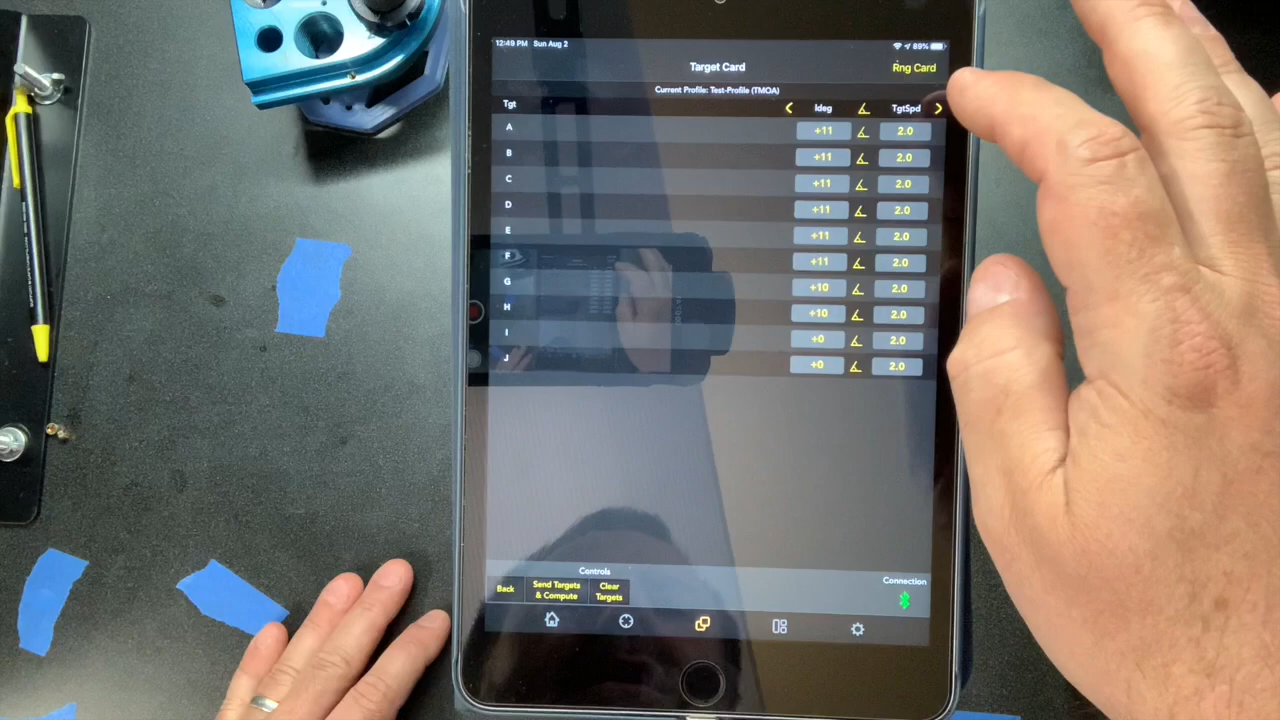 12:49 PM Sun Aug 2 89%
Target Card Rng Card
Current Profile: Test-Profile (TMOA)
Tgt < Ideg TgtSpd >
A +11 2.0
B +11 2.0
C +11 2.0
D +11 2.0
E +11 2.0
F +11 2.0
G +10 2.0
H +10 2.0
I +0 2.0
J +0 2.0
Controls
Connection
Back
Send Targets
& Compute
Clear
Targets